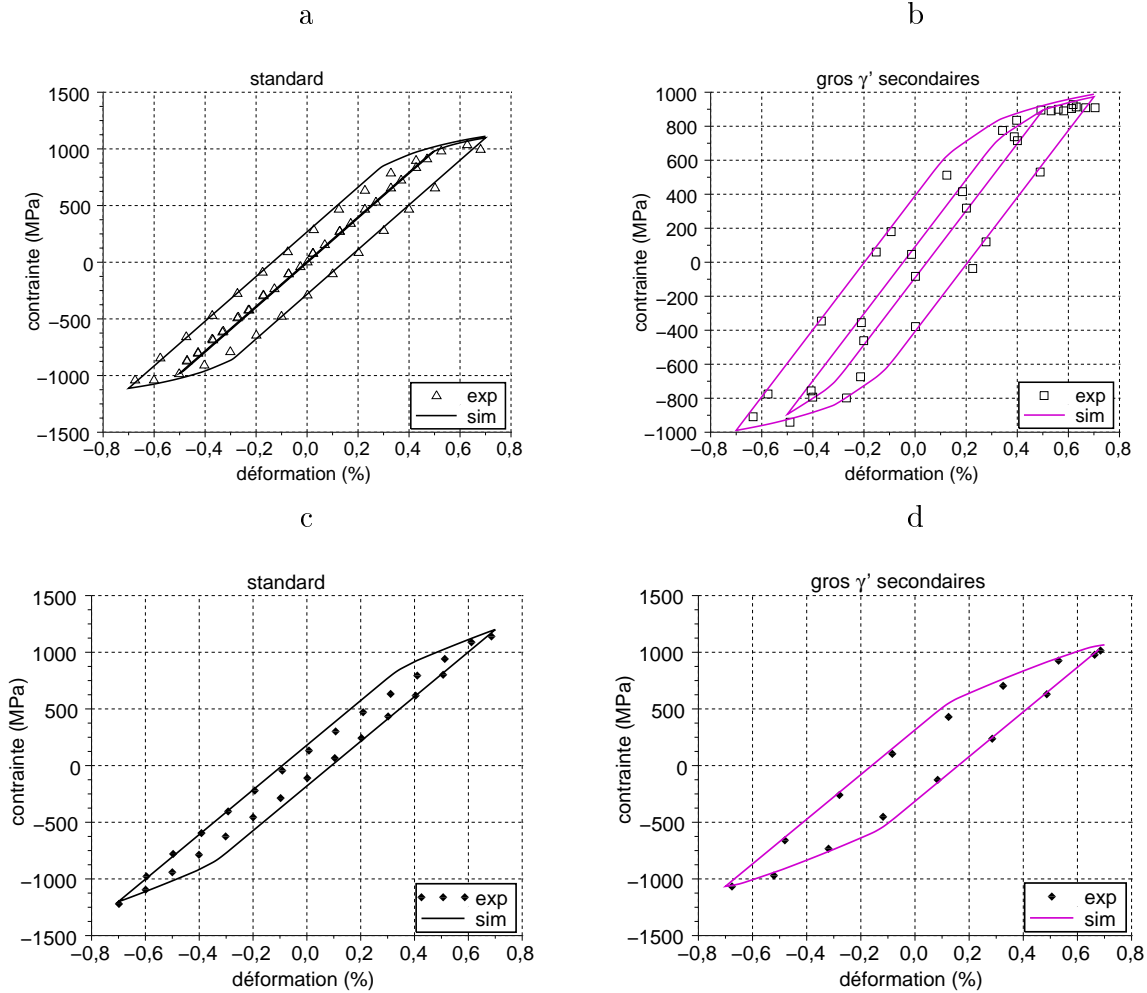 a
standard
1500
1000
500
0
−500
−1000
−1500
−0,8 −0,6 −0,4 −0,2 0,0 0,2 0,4 0,6 0,8
contrainte (MPa)
déformation (%)
exp
sim
b
gros γ' secondaires
1000
800
600
400
200
0
−200
−400
−600
−800
−1000
−0,8 −0,6 −0,4 −0,2 0,0 0,2 0,4 0,6 0,8
contrainte (MPa)
déformation (%)
exp
sim
c
standard
1500
1000
500
0
−500
−1000
−1500
−0,8 −0,6 −0,4 −0,2 0,0 0,2 0,4 0,6 0,8
contrainte (MPa)
déformation (%)
exp
sim
d
gros γ' secondaires
1500
1000
500
0
−500
−1000
−1500
−0,8 −0,6 −0,4 −0,2 0,0 0,2 0,4 0,6 0,8
contrainte (MPa)
déformation (%)
exp
sim